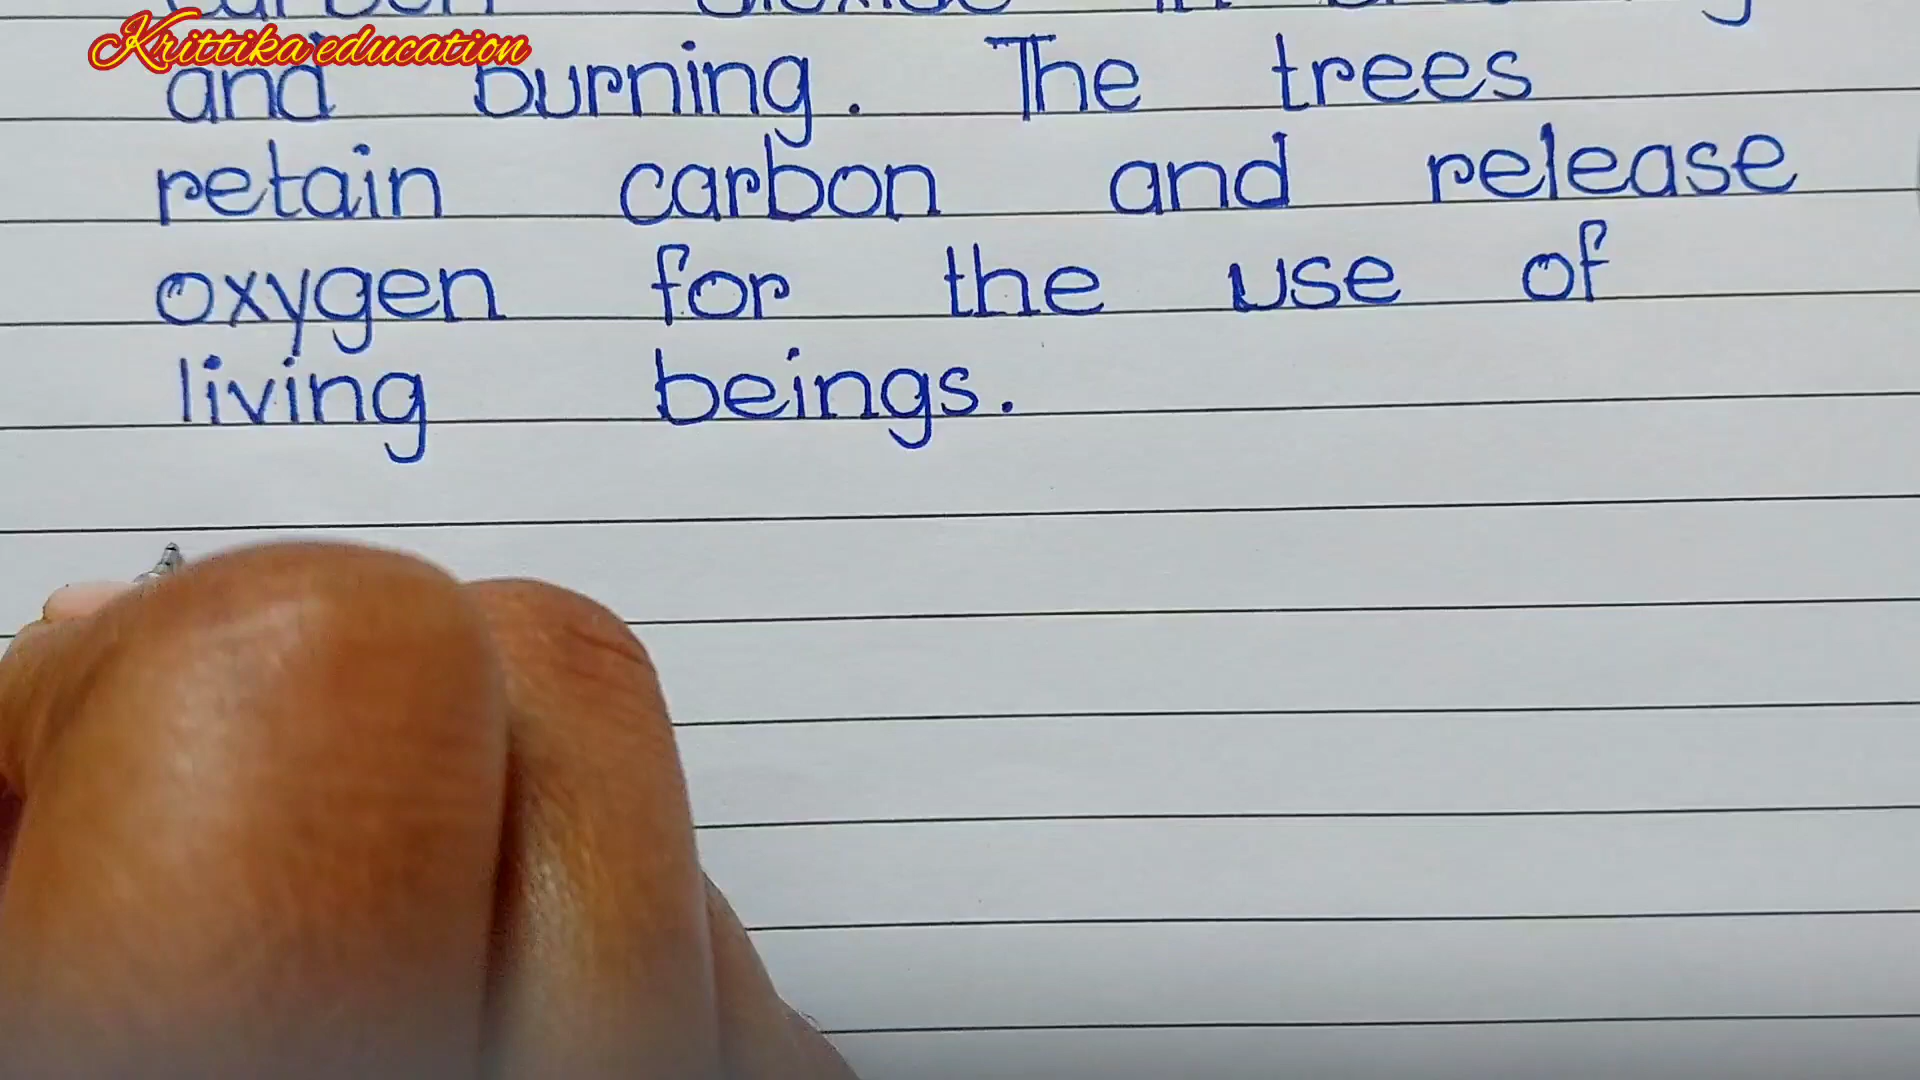 Krittika education
and burning. The trees
retain carbon and release
oxygen for the use of
living beings.